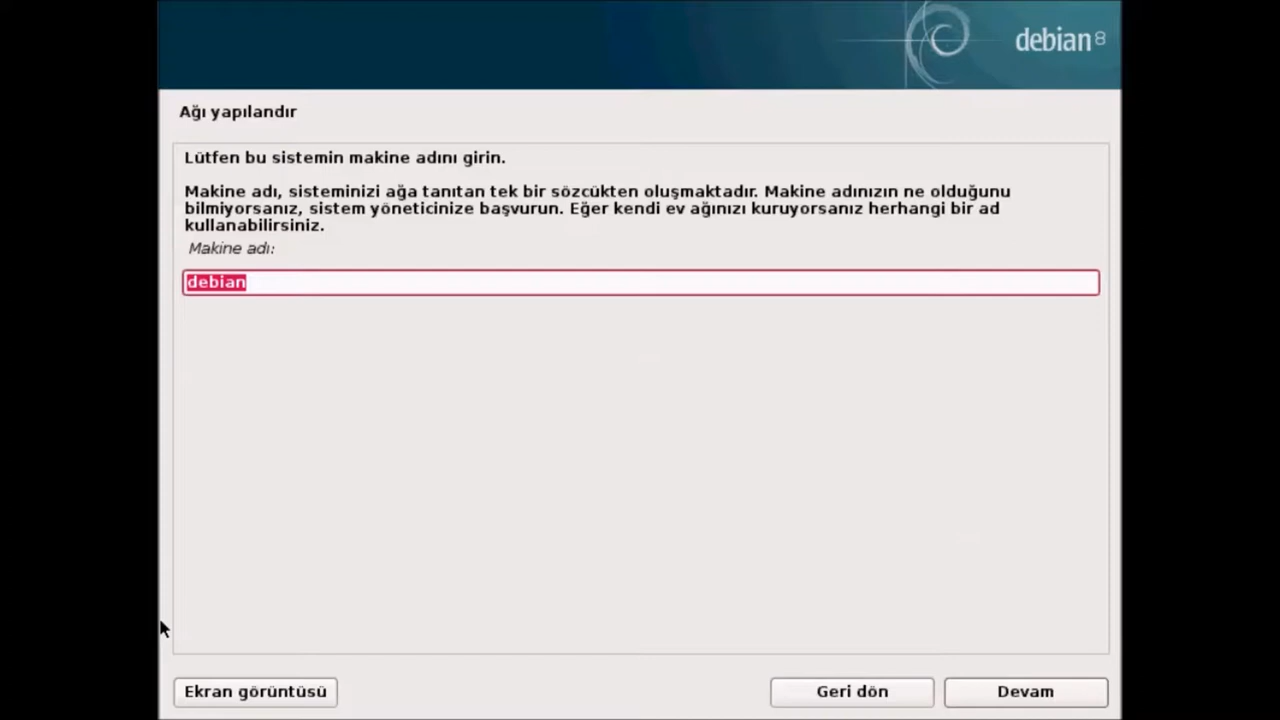 debian 8
Ağı yapılandır
Lütfen bu sistemin makine adını girin.
Makine adı, sisteminizi ağa tanıtan tek bir sözcükten oluşmaktadır. Makine adınızın ne olduğunu
bilmiyorsanız, sistem yöneticinize başvurun. Eğer kendi ev ağınızı kuruyorsanız herhangi bir ad
kullanabilirsiniz.
Makine adı:
debian
Ekran görüntüsü
Geri dön
Devam